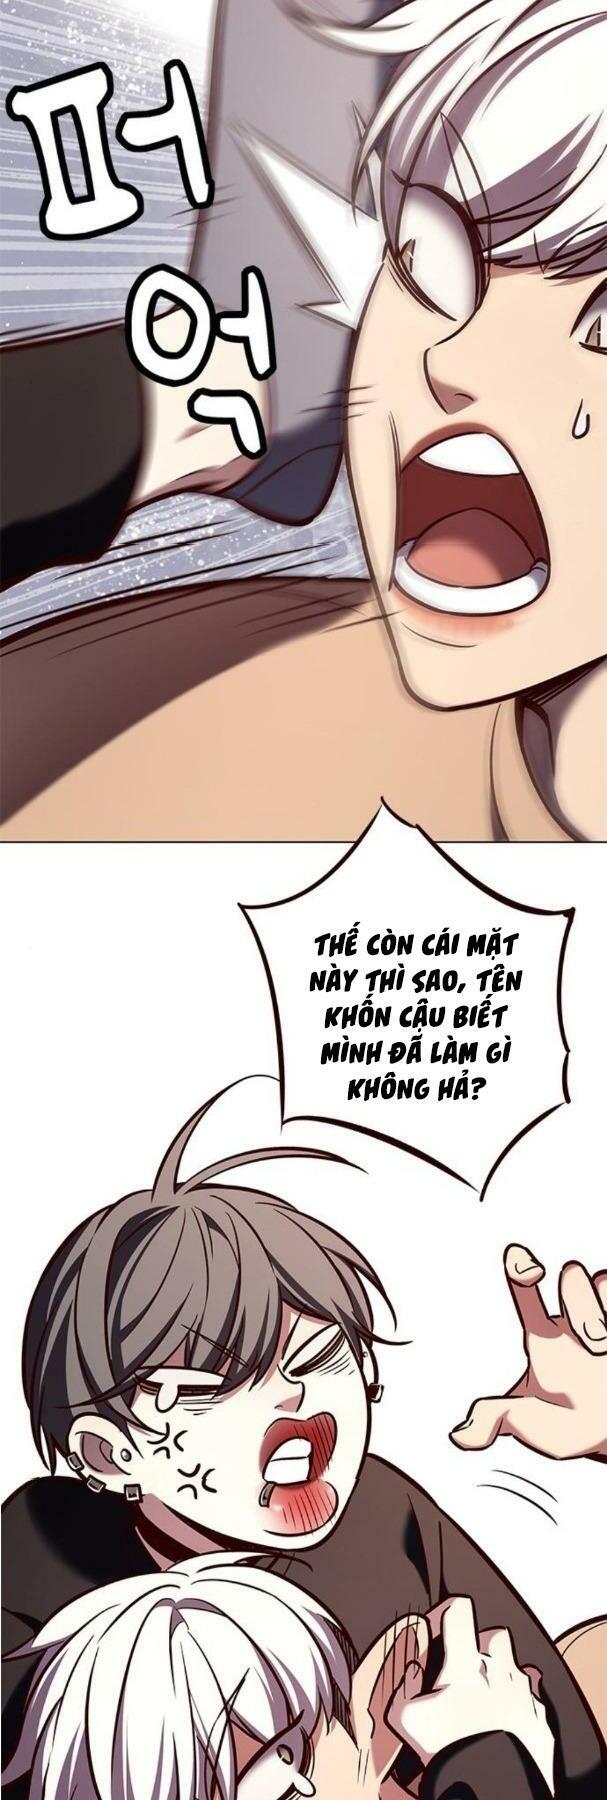 퍼
억
THẾ CÒN CÁI MẶT
NÀY THÌ SAO, TÊN
KHỐN CẬU BIẾT
MÌNH ĐÃ LÀM GÌ
KHÔNG HẢ?